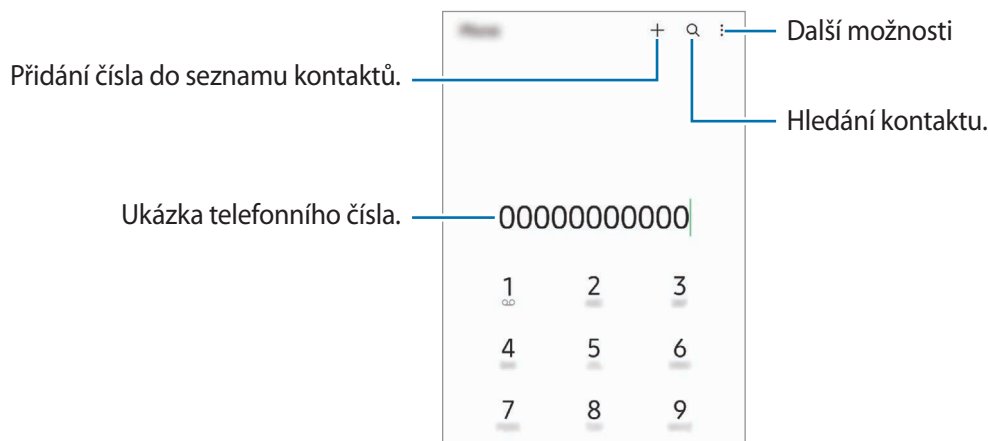 Další možnosti
Přidání čísla do seznamu kontaktů.
Hledání kontaktu.
Ukázka telefonního čísla.
00000000000
1 2 3
4 5 6
7 8 9